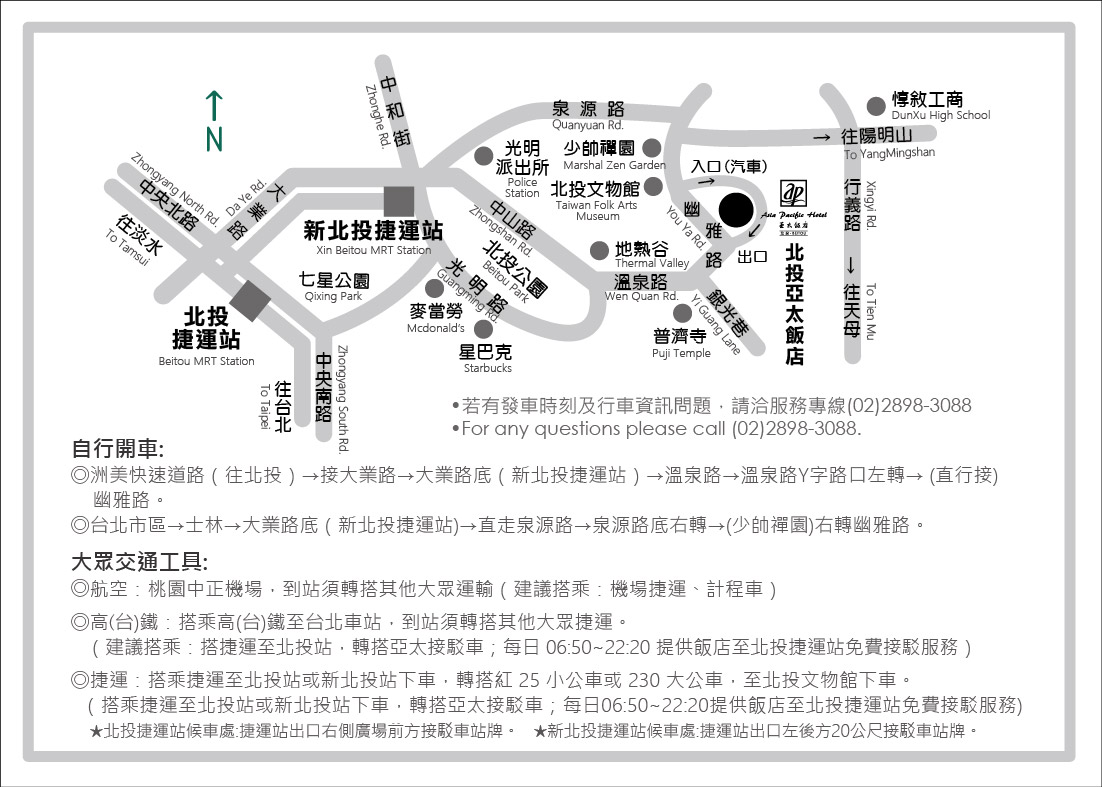 N
中和街
Zhonghe Rd.
泉源路
Quanyuan Rd.
惇敘工商
DunXu High School
→ 往陽明山
To YangMingshan
光明
派出所
Police
Station
少帥禪園
Marshal Zen Garden
入口(汽車)
→
北投文物館
Taiwan Folk Arts
Museum
中央北路
Zhongyang North Rd.
大業路
Da Ye Rd.
往淡水
To Tamsui
新北投捷運站
Xin Beitou MRT Station
中山路
Zhongshan Rd.
北投公園
Beitou Park
幽雅路
You Ya Rd.
ap
Asia Pacific Hotel
亞太飯店
北投亞太飯店
出口
行義路
Xingyi Rd.
↓
往天母
To Tien Mu
地熱谷
Thermal Valley
溫泉路
Wen Quan Rd.
銀光巷
Yi Guang Lane
七星公園
Qixing Park
光明路
Guangming Rd.
麥當勞
Mcdonald's
星巴克
Starbucks
普濟寺
Puji Temple
北投
捷運站
Beitou MRT Station
中央南路
Zhongyang South Rd.
往台北
To Taipei
•若有發車時刻及行車資訊問題，請洽服務專線(02)2898-3088
•For any questions please call (02)2898-3088.
自行開車:
◎洲美快速道路（往北投）→接大業路→大業路底（新北投捷運站）→溫泉路→溫泉路Y字路口左轉→ (直行接)
幽雅路。
◎台北市區→士林→大業路底（新北投捷運站)→直走泉源路→泉源路底右轉→(少帥禪園)右轉幽雅路。
大眾交通工具:
◎航空：桃園中正機場，到站須轉搭其他大眾運輸（建議搭乘：機場捷運、計程車）
◎高(台)鐵：搭乘高(台)鐵至台北車站，到站須轉搭其他大眾捷運。
（建議搭乘：搭捷運至北投站，轉搭亞太接駁車；每日 06:50~22:20 提供飯店至北投捷運站免費接駁服務）
◎捷運：搭乘捷運至北投站或新北投站下車，轉搭紅 25 小公車或 230 大公車，至北投文物館下車。
（搭乘捷運至北投站或新北投站下車，轉搭亞太接駁車；每日06:50~22:20提供飯店至北投捷運站免費接駁服務)
★北投捷運站候車處:捷運站出口右側廣場前方接駁車站牌。 ★新北投捷運站候車處:捷運站出口左後方20公尺接駁車站牌。